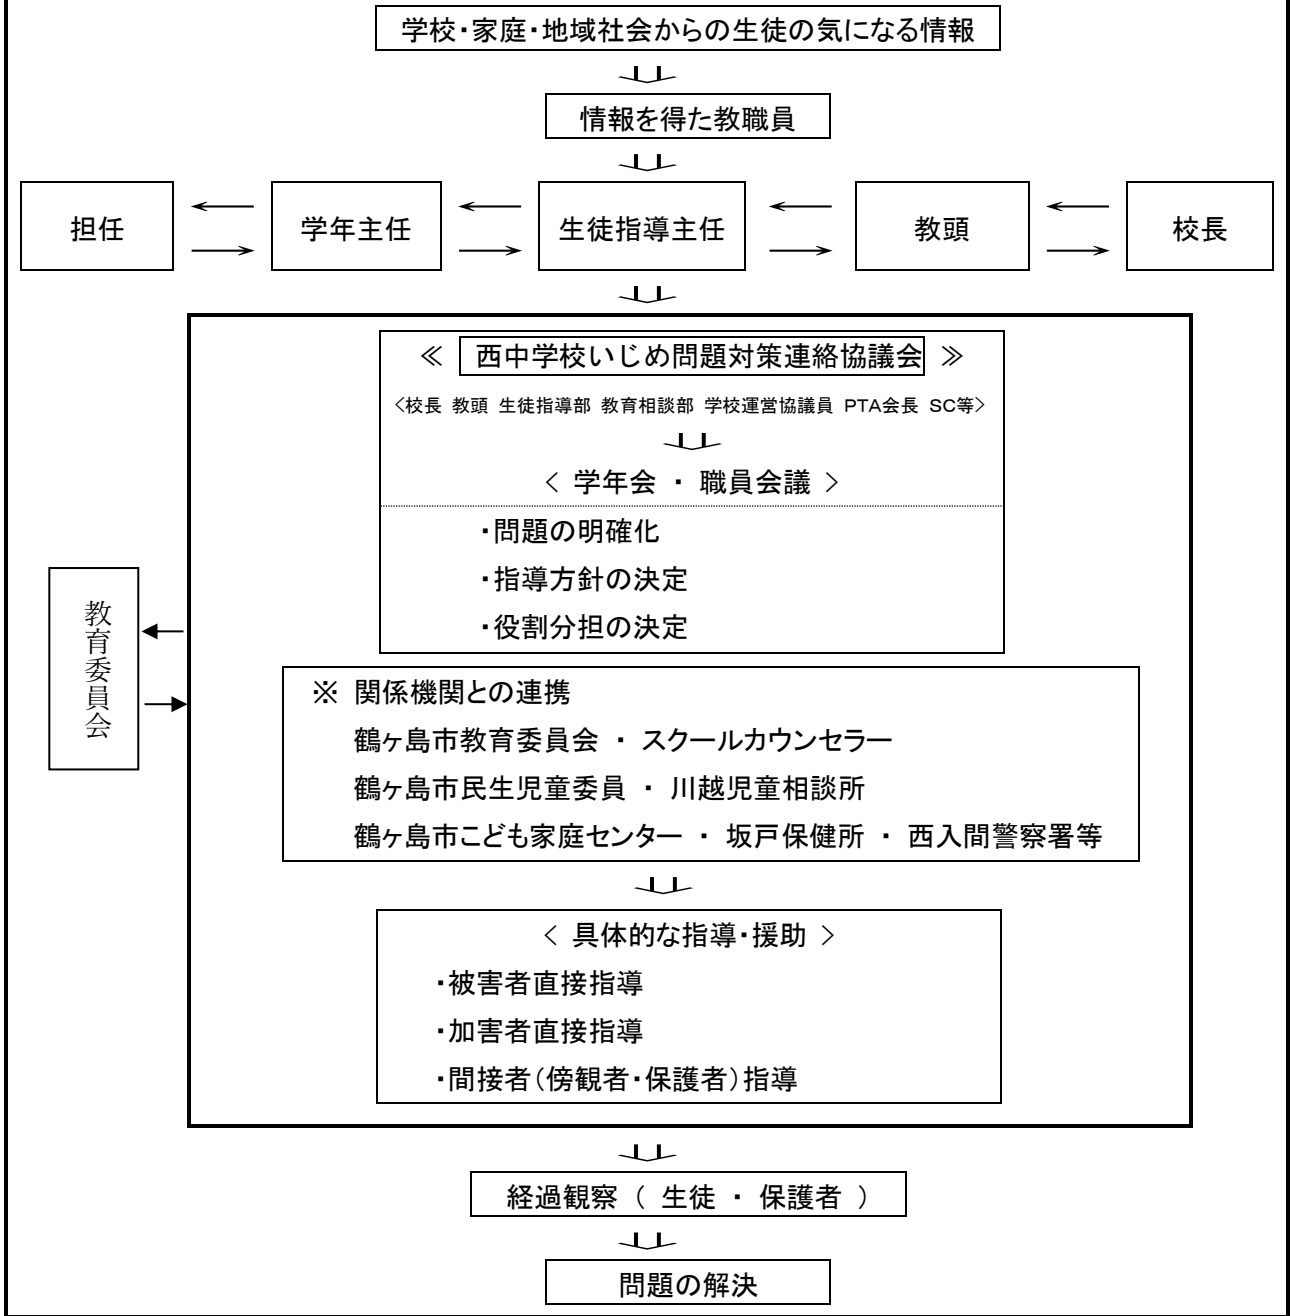 学校・家庭・地域社会からの生徒の気になる情報
情報を得た教職員
担任
学年主任
生徒指導主任
教頭
校長
≪ 西中学校いじめ問題対策連絡協議会 ≫
<校長 教頭 生徒指導部 教育相談部 学校運営協議員 PTA会長 SC等>
< 学年会 ・ 職員会議 >
・問題の明確化
・指導方針の決定
・役割分担の決定
教育委員会
※ 関係機関との連携
鶴ヶ島市教育委員会 ・ スクールカウンセラー
鶴ヶ島市民生児童委員 ・ 川越児童相談所
鶴ヶ島市こども家庭センター ・ 坂戸保健所 ・ 西入間警察署等
< 具体的な指導・援助 >
・被害者直接指導
・加害者直接指導
・間接者(傍観者・保護者)指導
経過観察 ( 生徒 ・ 保護者 )
問題の解決